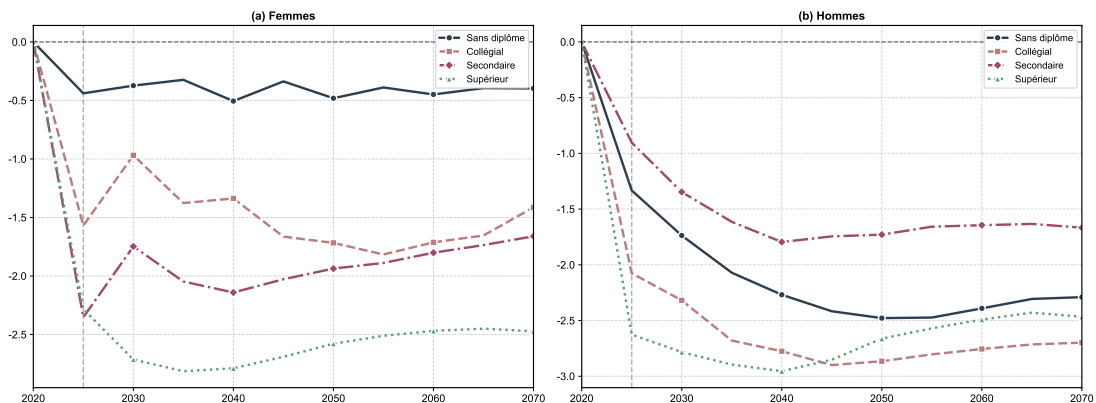 (a) Femmes
0.0
-0.5
-1.0
-1.5
-2.0
-2.5
2020 2030 2040 2050 2060 2070
Sans diplôme
Collégial
Secondaire
Supérieur
(b) Hommes
0.0
-0.5
-1.0
-1.5
-2.0
-2.5
-3.0
2020 2030 2040 2050 2060 2070
Sans diplôme
Collégial
Secondaire
Supérieur